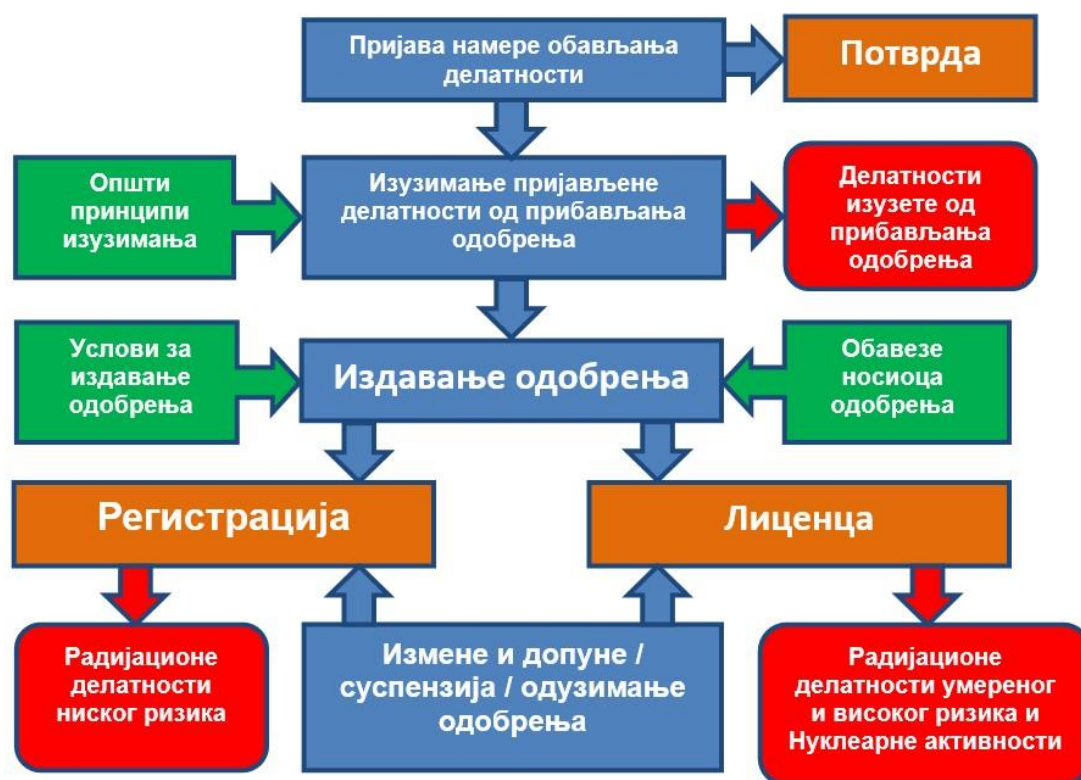 Пријава намере обављања
делатности
Потврда
Општи
принципи
изузимања
Изузимање пријављене
делатности од прибављања
одобрења
Делатности
изузете од
прибављања
одобрења
Услови за
издавање
одобрења
Издавање одобрења
Обавезе
носиоца
одобрења
Регистрација
Лиценца
Радијационе
делатности
ниског ризика
Измене и допуне /
суспензија / одузимање
одобрења
Радијационе
делатности умереног
и високог ризика и
Нуклеарне активности